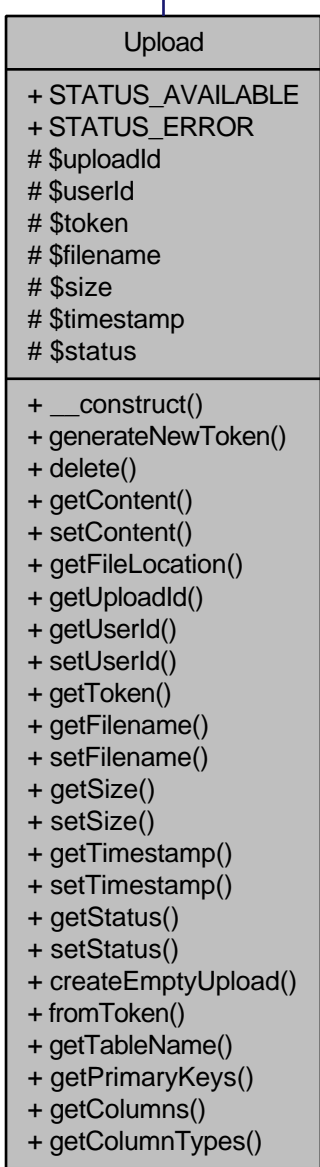 Upload
+ STATUS_AVAILABLE
+ STATUS_ERROR
# $uploadId
# $userId
# $token
# $filename
# $size
# $timestamp
# $status
+ __construct()
+ generateNewToken()
+ delete()
+ getContent()
+ setContent()
+ getFileLocation()
+ getUploadId()
+ getUserId()
+ setUserId()
+ getToken()
+ getFilename()
+ setFilename()
+ getSize()
+ setSize()
+ getTimestamp()
+ setTimestamp()
+ getStatus()
+ setStatus()
+ createEmptyUpload()
+ fromToken()
+ getTableName()
+ getPrimaryKeys()
+ getColumns()
+ getColumnTypes()